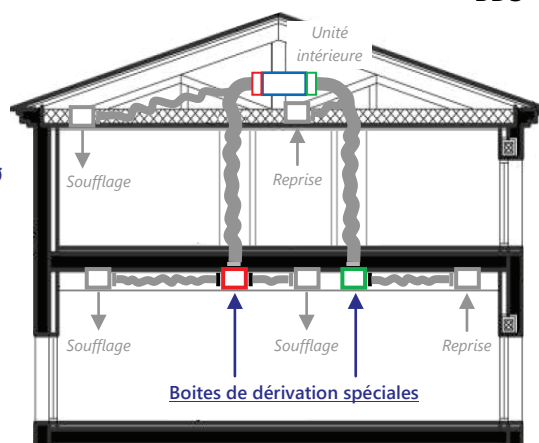 Unité
intérieure
Soufflage
Reprise
Soufflage
Soufflage
Reprise
Boites de dérivation spéciales